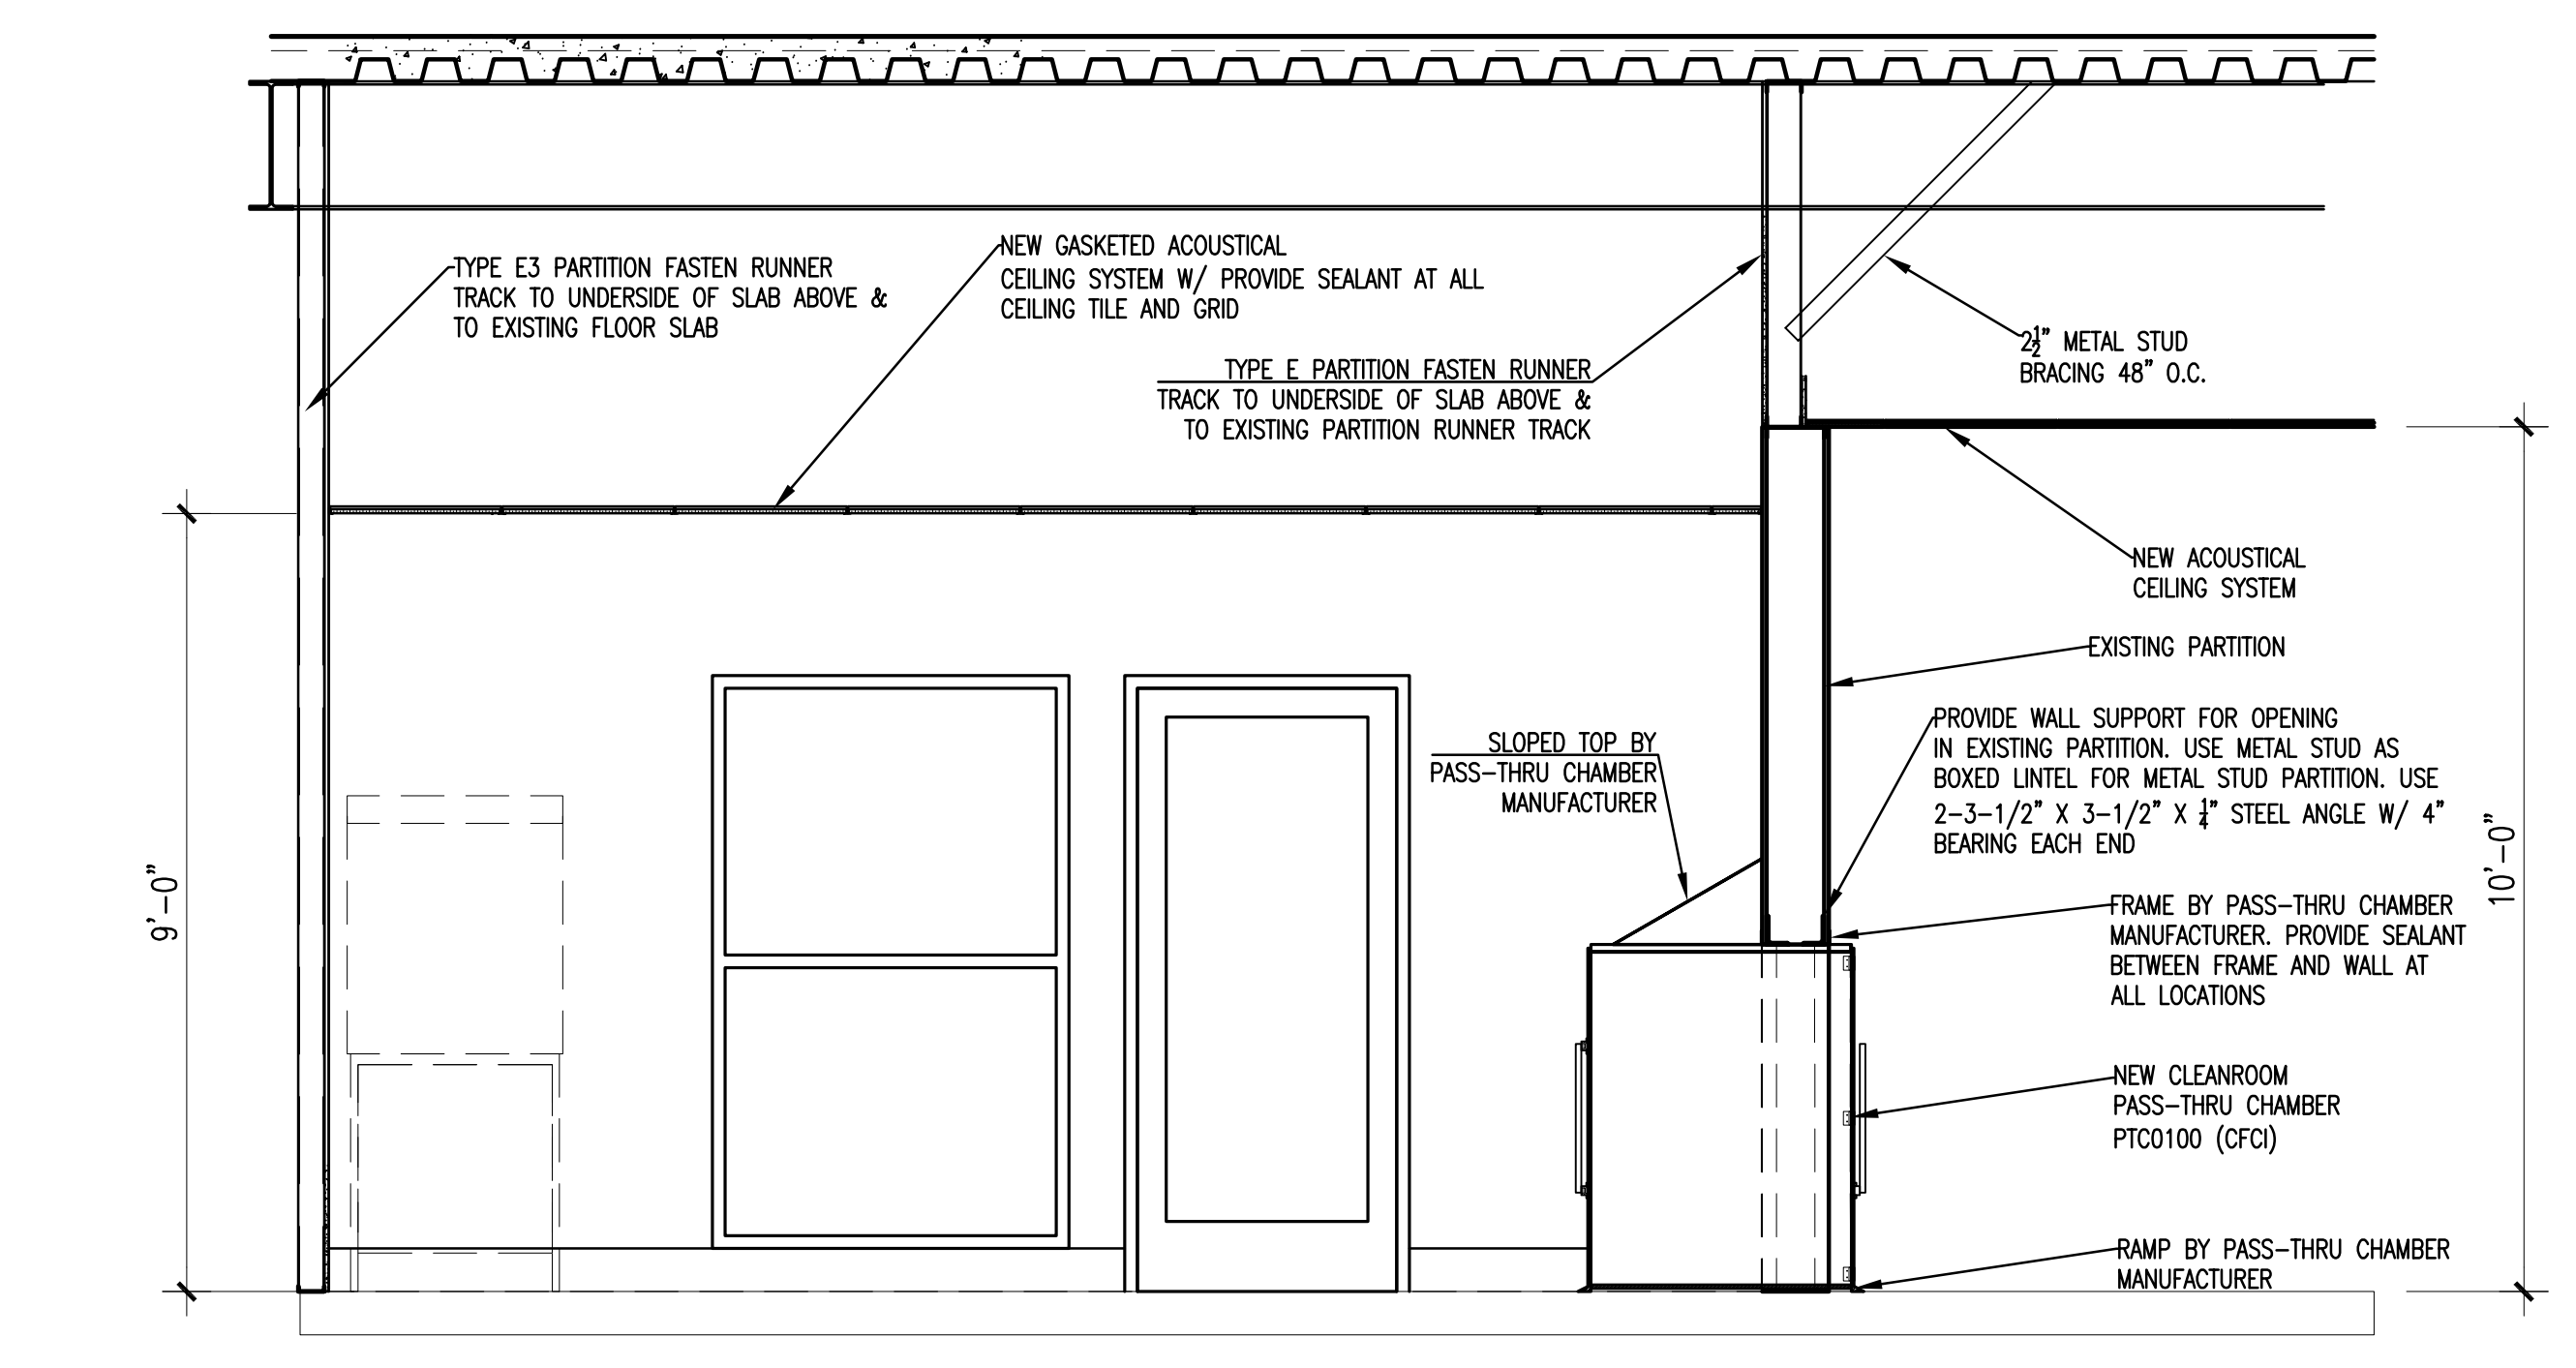 TYPE E3 PARTITION FASTEN RUNNER
TRACK TO UNDERSIDE OF SLAB ABOVE &
TO EXISTING FLOOR SLAB
NEW GASKETED ACOUSTICAL
CEILING SYSTEM W/ PROVIDE SEALANT AT ALL
CEILING TILE AND GRID
TYPE E PARTITION FASTEN RUNNER
TRACK TO UNDERSIDE OF SLAB ABOVE &
TO EXISTING PARTITION RUNNER TRACK
2½" METAL STUD
BRACING 48" O.C.
NEW ACOUSTICAL
CEILING SYSTEM
EXISTING PARTITION
PROVIDE WALL SUPPORT FOR OPENING
IN EXISTING PARTITION. USE METAL STUD AS
BOXED LINTEL FOR METAL STUD PARTITION. USE
2-3-1/2" X 3-1/2" X ¼" STEEL ANGLE W/ 4"
BEARING EACH END
SLOPED TOP BY
PASS-THRU CHAMBER
MANUFACTURER
FRAME BY PASS-THRU CHAMBER
MANUFACTURER. PROVIDE SEALANT
BETWEEN FRAME AND WALL AT
ALL LOCATIONS
NEW CLEANROOM
PASS-THRU CHAMBER
PTC0100 (CFCI)
RAMP BY PASS-THRU CHAMBER
MANUFACTURER
9'-0"
10'-0"